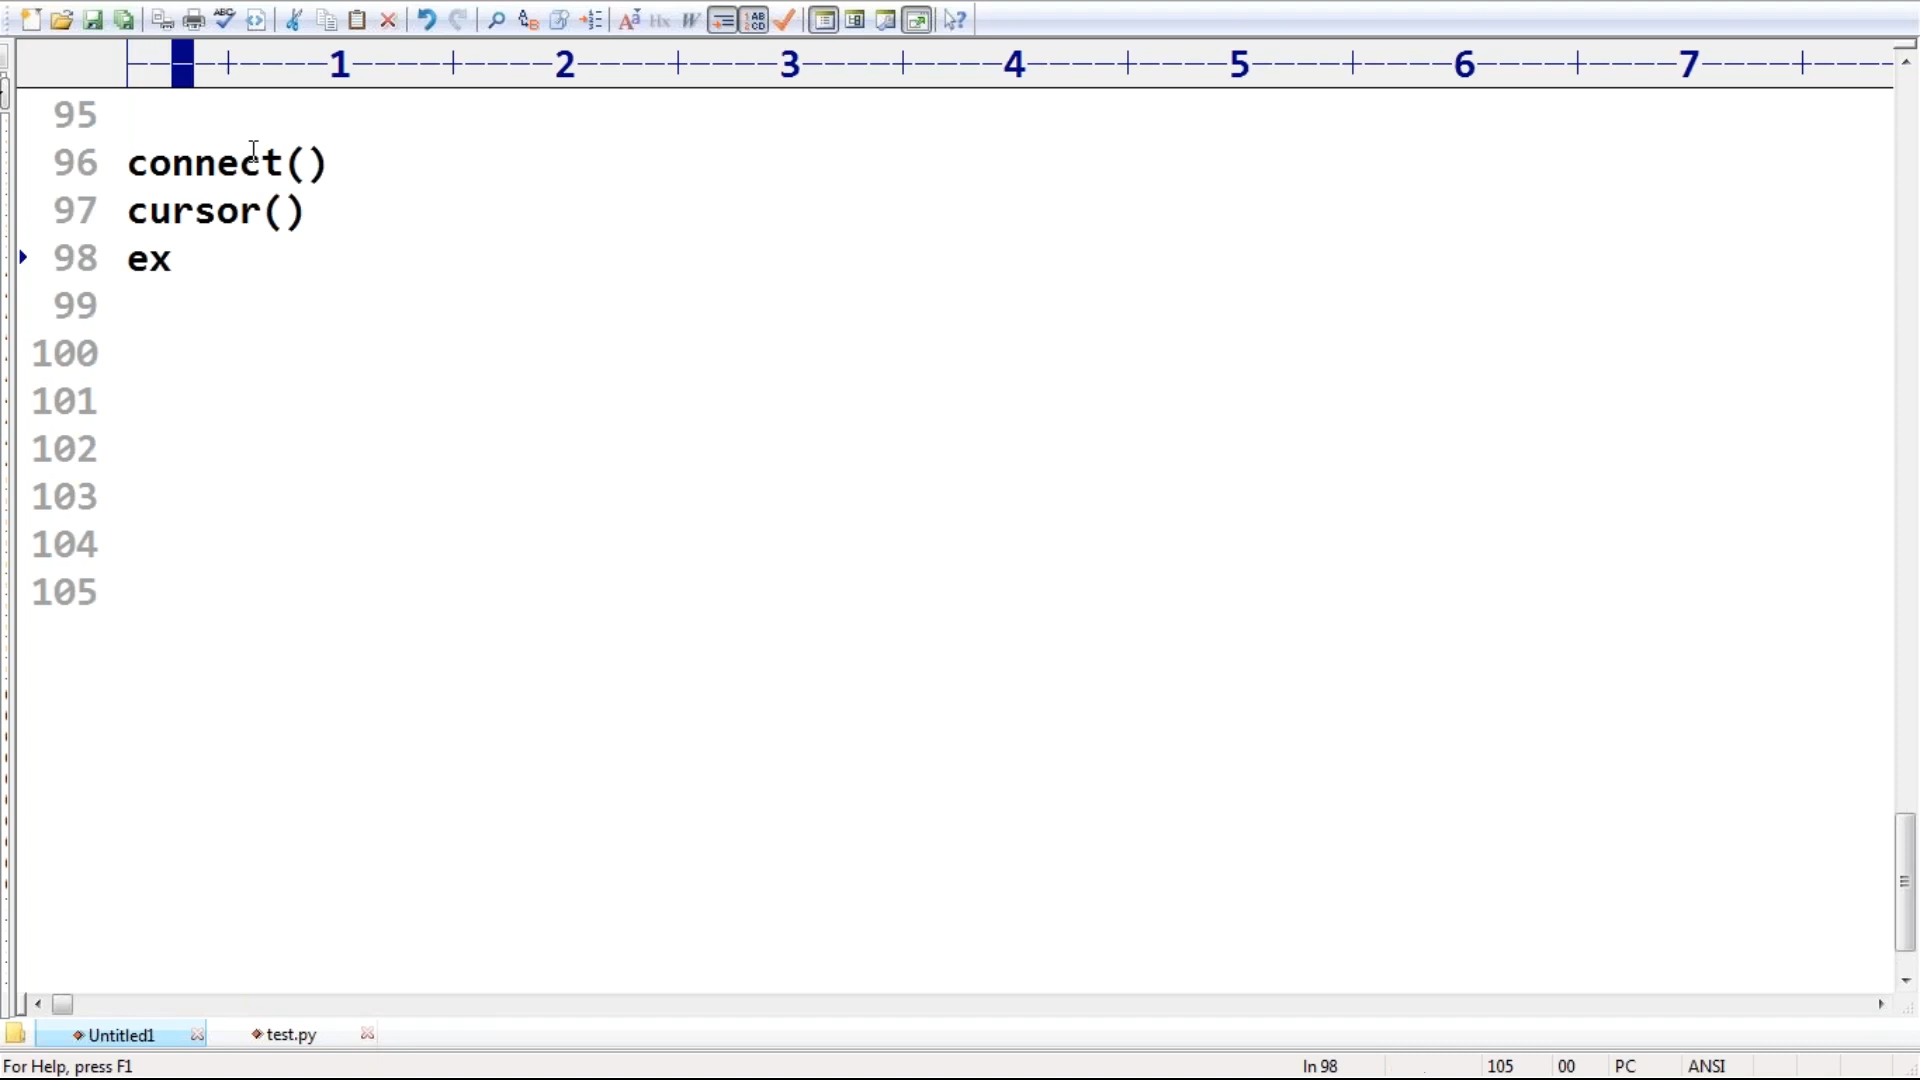 1 2 3 4 5 6 7
95
96 connect()
97 cursor()
98 ex
99
100
101
102
103
104
105
Untitled1 test.py
For Help, press F1 ln 98 105 00 PC ANSI